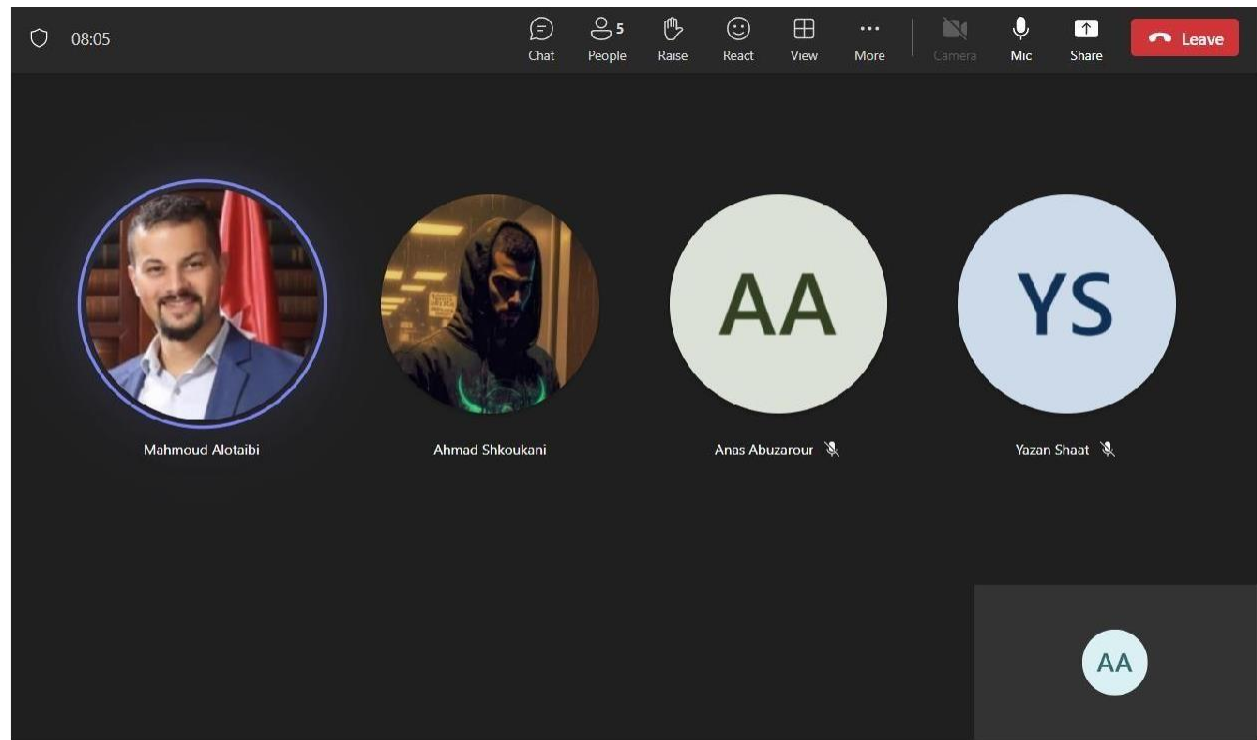 08:05
5
Chat
People
Raise
React
View
More
Camera
Mic
Share
Leave
AA
YS
Mahmoud Alotaibi
Ahmad Shkoukani
Anas Abuzarour
Yazan Shaat
AA